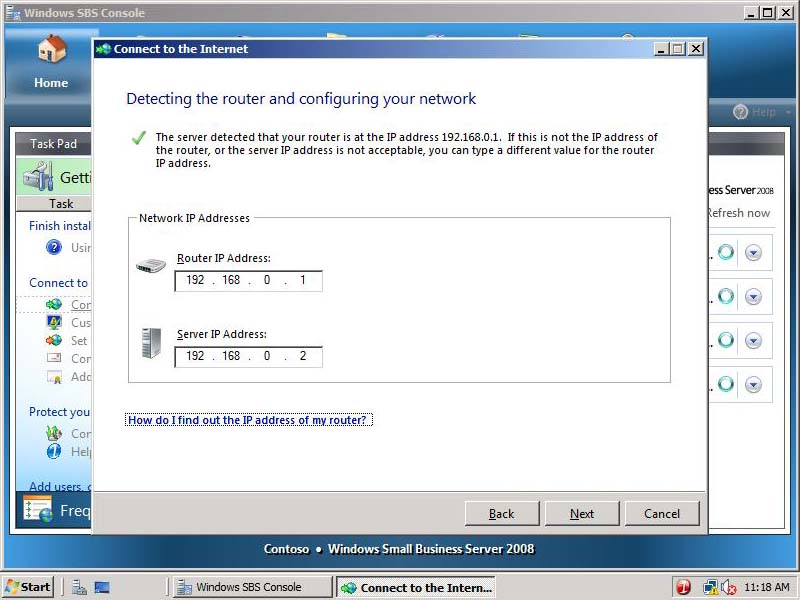 Windows SBS Console
Home
Help
Connect to the Internet
Detecting the router and configuring your network
The server detected that your router is at the IP address 192.168.0.1. If this is not the IP address of
the router, or the server IP address is not acceptable, you can type a different value for the router
IP address.
Network IP Addresses
Router IP Address:
192 . 168 . 0 . 1
Server IP Address:
192 . 168 . 0 . 2
How do I find out the IP address of my router?
Back
Next
Cancel
Task Pad
Task
Finish
Connect to
Set
Protect you
Add users,
Server 2008
Refresh now
Contoso • Windows Small Business Server 2008
Start
Windows SBS Console
Connect to the Intern...
11:18 AM